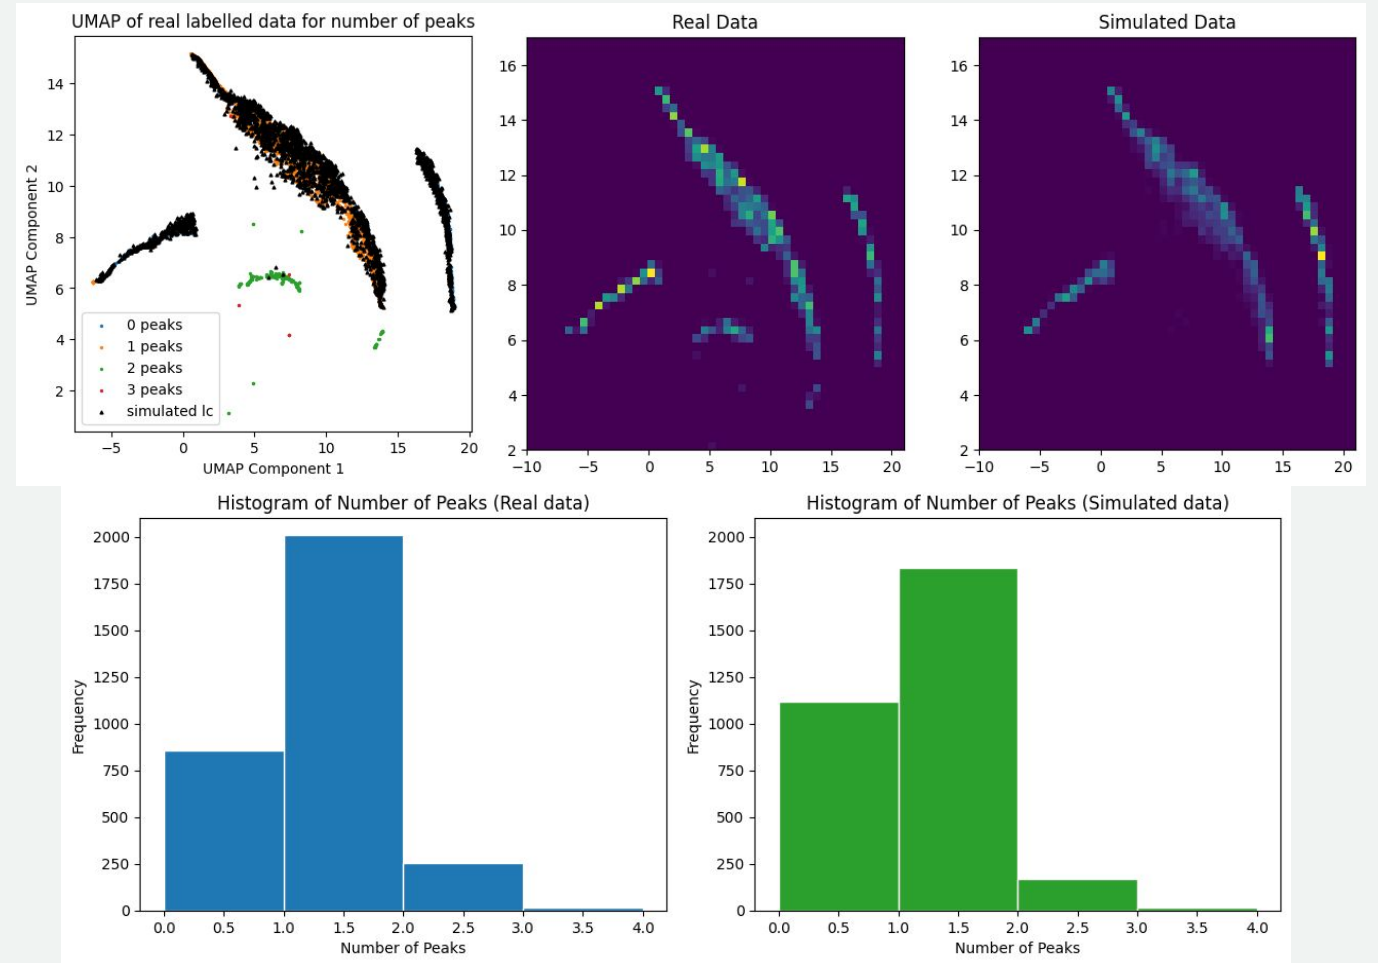 UMAP of real labelled data for number of peaks
UMAP Component 2
14
12
10
8
6
4
2
0 peaks
1 peaks
2 peaks
3 peaks
simulated lc
−5 0 5 10 15 20
UMAP Component 1
Real Data
16
14
12
10
8
6
4
2
−10 −5 0 5 10 15 20
Simulated Data
16
14
12
10
8
6
4
2
−10 −5 0 5 10 15 20
Histogram of Number of Peaks (Real data)
Frequency
2000
1750
1500
1250
1000
750
500
250
0
0.0 0.5 1.0 1.5 2.0 2.5 3.0 3.5 4.0
Number of Peaks
Histogram of Number of Peaks (Simulated data)
Frequency
2000
1750
1500
1250
1000
750
500
250
0
0.0 0.5 1.0 1.5 2.0 2.5 3.0 3.5 4.0
Number of Peaks